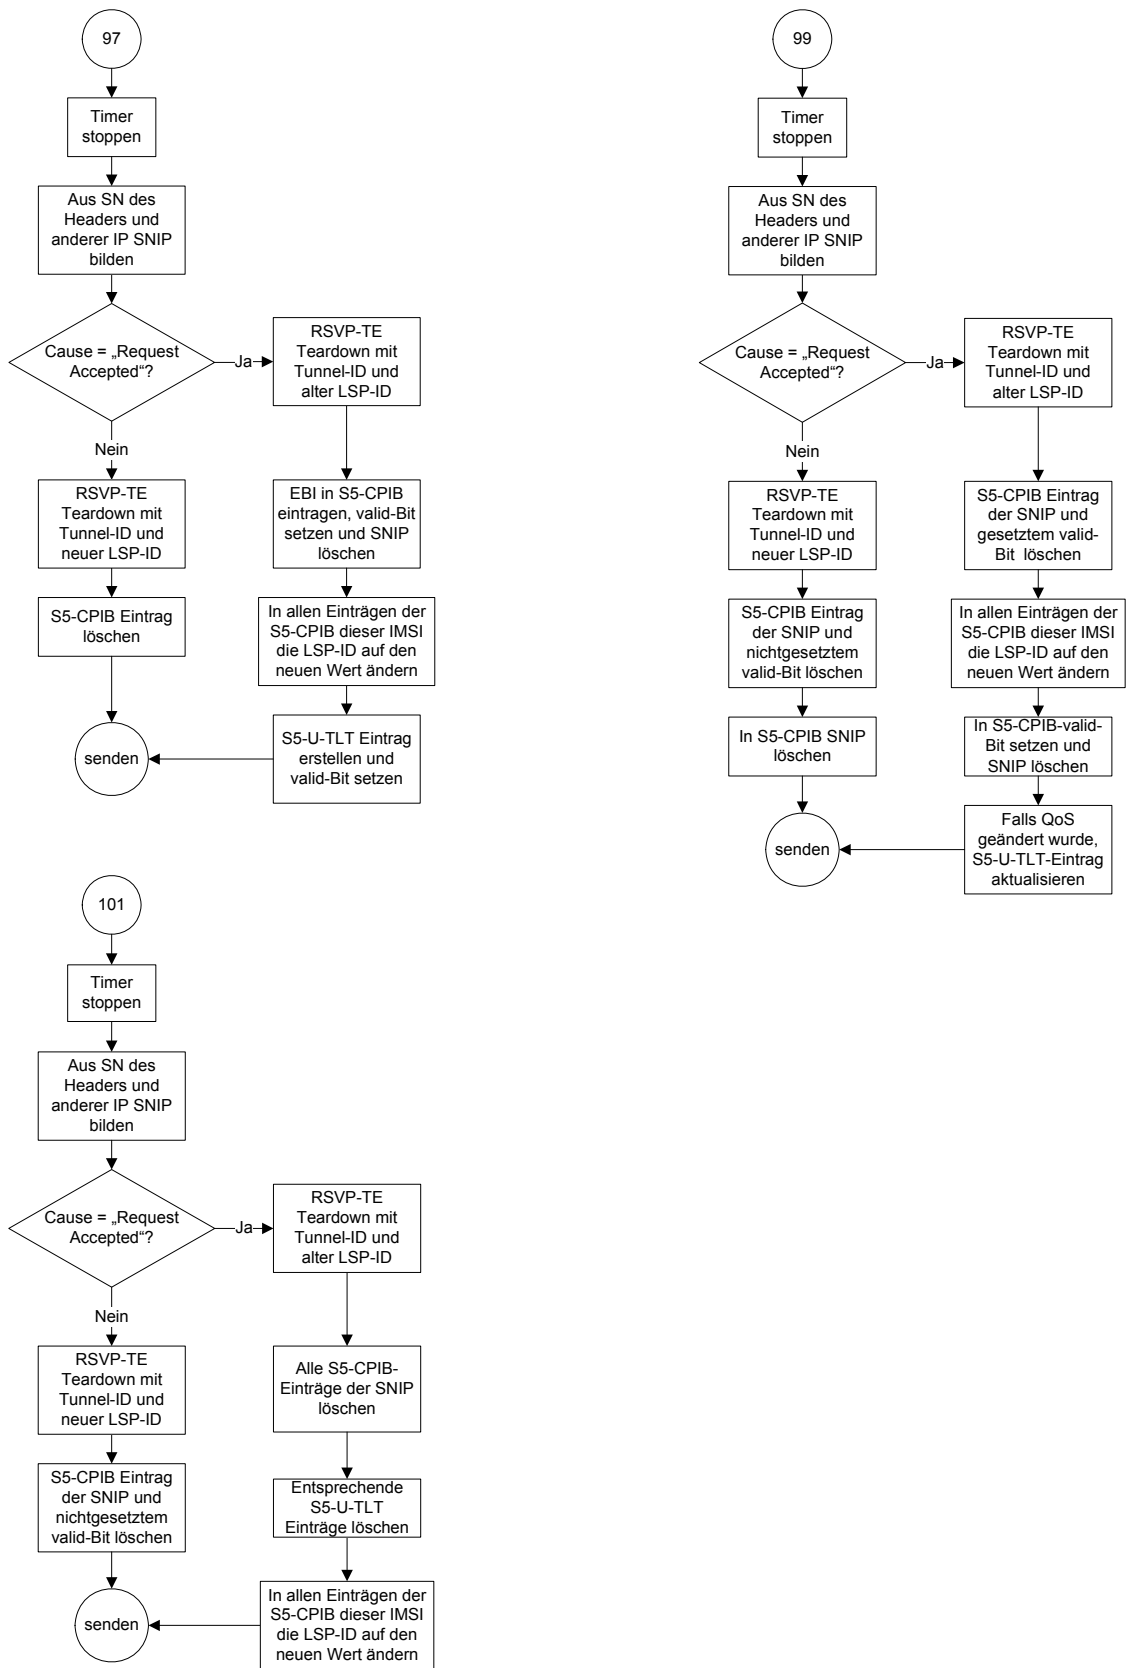 97
Timer
stoppen
Aus SN des
Headers und
anderer IP SNIP
bilden
Cause = „Request
Accepted“?
Ja
RSVP-TE
Teardown mit
Tunnel-ID und
alter LSP-ID
Nein
RSVP-TE
Teardown mit
Tunnel-ID und
neuer LSP-ID
EBI in S5-CPIB
eintragen, valid-Bit
setzen und SNIP
löschen
S5-CPIB Eintrag
löschen
In allen Einträgen der
S5-CPIB dieser IMSI
die LSP-ID auf den
neuen Wert ändern
senden
S5-U-TLT Eintrag
erstellen und
valid-Bit setzen
99
Timer
stoppen
Aus SN des
Headers und
anderer IP SNIP
bilden
Cause = „Request
Accepted“?
Ja
RSVP-TE
Teardown mit
Tunnel-ID und
alter LSP-ID
Nein
RSVP-TE
Teardown mit
Tunnel-ID und
neuer LSP-ID
S5-CPIB Eintrag
der SNIP und
gesetztem valid-
Bit löschen
S5-CPIB Eintrag
der SNIP und
nichtgesetztem
valid-Bit löschen
In allen Einträgen der
S5-CPIB dieser IMSI
die LSP-ID auf den
neuen Wert ändern
In S5-CPIB SNIP
löschen
In S5-CPIB-valid-
Bit setzen und
SNIP löschen
senden
Falls QoS
geändert wurde,
S5-U-TLT-Eintrag
aktualisieren
101
Timer
stoppen
Aus SN des
Headers und
anderer IP SNIP
bilden
Cause = „Request
Accepted“?
Ja
RSVP-TE
Teardown mit
Tunnel-ID und
alter LSP-ID
Nein
RSVP-TE
Teardown mit
Tunnel-ID und
neuer LSP-ID
Alle S5-CPIB-
Einträge der SNIP
löschen
S5-CPIB Eintrag
der SNIP und
nichtgesetztem
valid-Bit löschen
Entsprechende
S5-U-TLT
Einträge löschen
senden
In allen Einträgen der
S5-CPIB dieser IMSI
die LSP-ID auf den
neuen Wert ändern